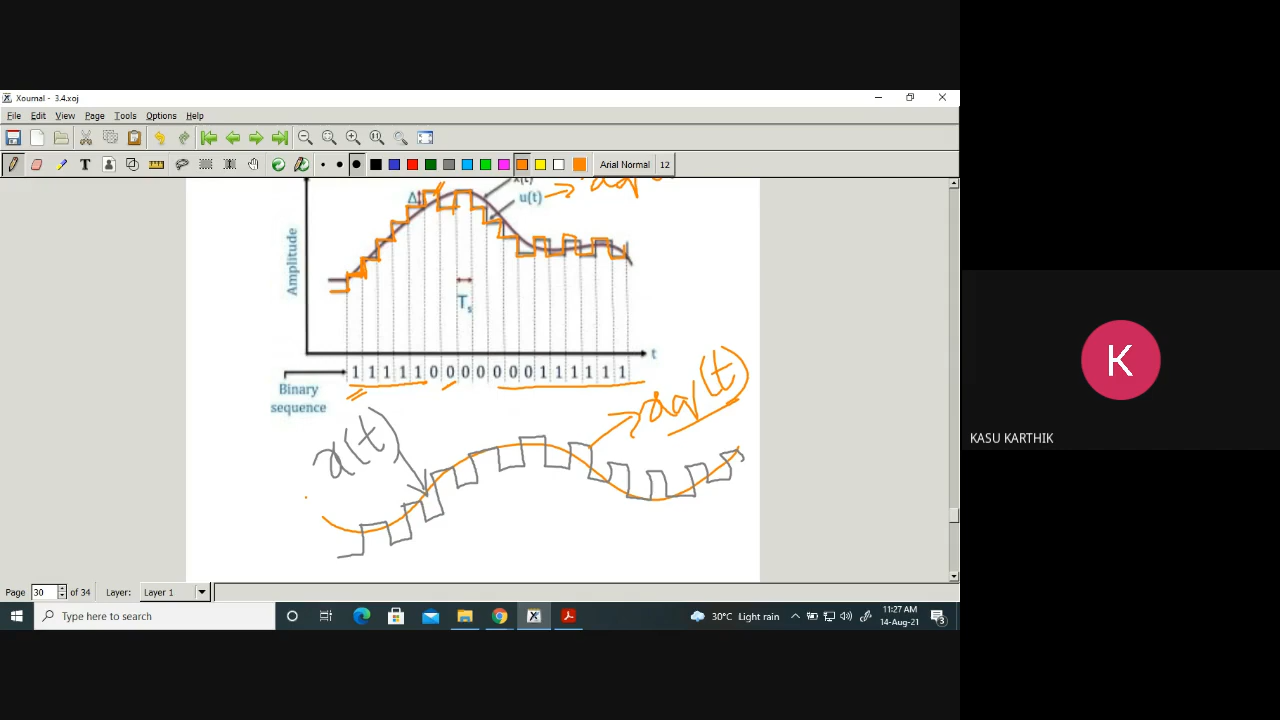 Xournal - 3.4.xoj
File Edit View Page Tools Options Help
T Arial Normal 12
Δ
x(t)
u(t)
Amplitude
Ts
t
Binary
sequence
1 1 1 1 1 0 0 0 0 0 0 0 1 1 1 1 1 1
x(t)
xq(t)
Page 30 of 34 Layer: Layer 1
Type here to search
30°C Light rain
11:27 AM
14-Aug-21
3
K
KASU KARTHIK